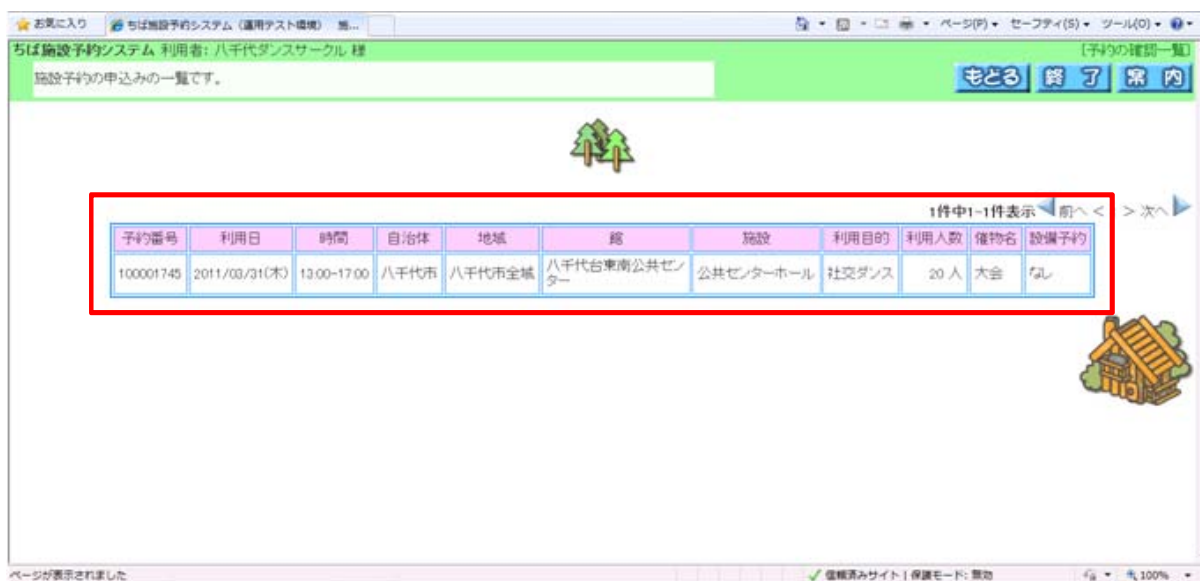 お気に入り ちば施設予約システム（運用テスト環境） 施... ページ(P) セーフティ(S) ツール(O)
ちば施設予約システム 利用者: 八千代ダンスサークル 様 [予約の確認一覧]
施設予約の申込みの一覧です。 もどる 終了 案内
1件中1-1件表示 前へ < > 次へ
予約番号 利用日 時間 自治体 地域 館 施設 利用目的 利用人数 催物名 設備予約
100001745 2011/03/31(木) 13:00-17:00 八千代市 八千代市全域 八千代台東南公共セン 公共センターホール 社交ダンス 20 人 大会 なし
ター
ページが表示されました 信頼済みサイト | 保護モード: 無効 100%